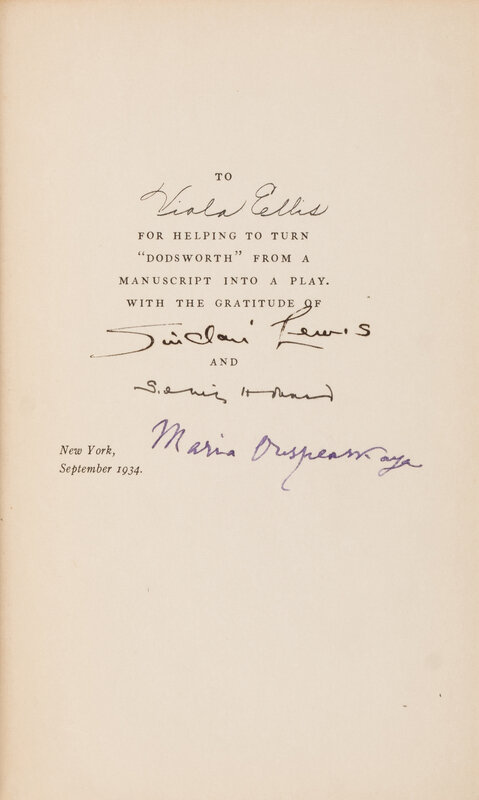 TO
Viola Ellis
FOR HELPING TO TURN
"DODSWORTH" FROM A
MANUSCRIPT INTO A PLAY.
WITH THE GRATITUDE OF
Sinclair Lewis
AND
Sidney Howard
Maria Ouspenskaya
New York,
September 1934.